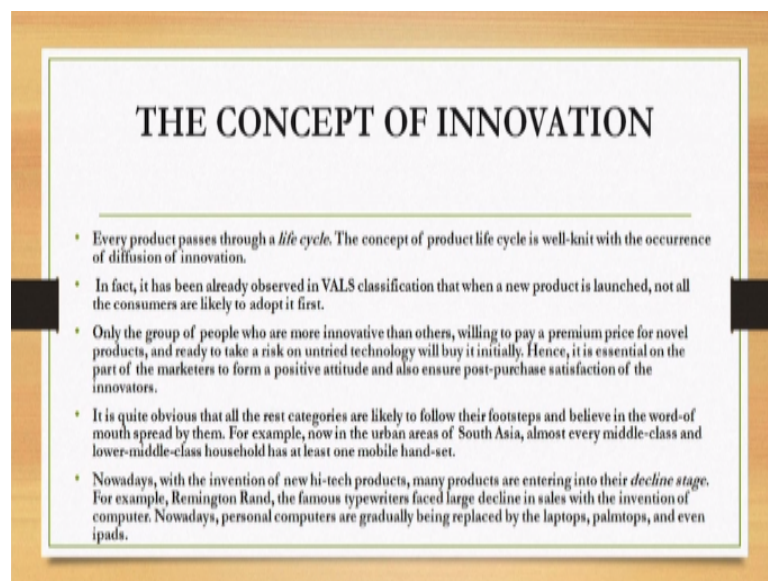 THE CONCEPT OF INNOVATION
• Every product passes through a life cycle. The concept of product life cycle is well-knit with the occurrence
of diffusion of innovation.
• In fact, it has been already observed in VALS classification that when a new product is launched, not all
the consumers are likely to adopt it first.
• Only the group of people who are more innovative than others, willing to pay a premium price for novel
products, and ready to take a risk on untried technology will buy it initially. Hence, it is essential on the
part of the marketers to form a positive attitude and also ensure post-purchase satisfaction of the
innovators.
• It is quite obvious that all the rest categories are likely to follow their footsteps and believe in the word-of
mouth spread by them. For example, now in the urban areas of South Asia, almost every middle-class and
lower-middle-class household has at least one mobile hand-set.
• Nowadays, with the invention of new hi-tech products, many products are entering into their decline stage.
For example, Remington Rand, the famous typewriters faced large decline in sales with the invention of
computer. Nowadays, personal computers are gradually being replaced by the laptops, palmtops, and even
ipads.